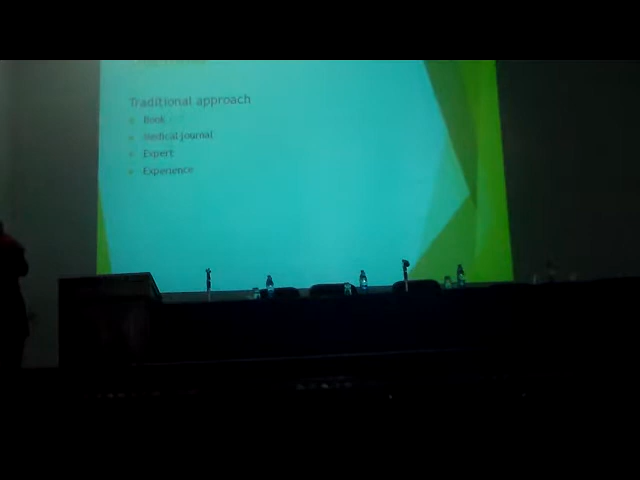 Traditional approach
Book
Medical journal
Expert
Experience